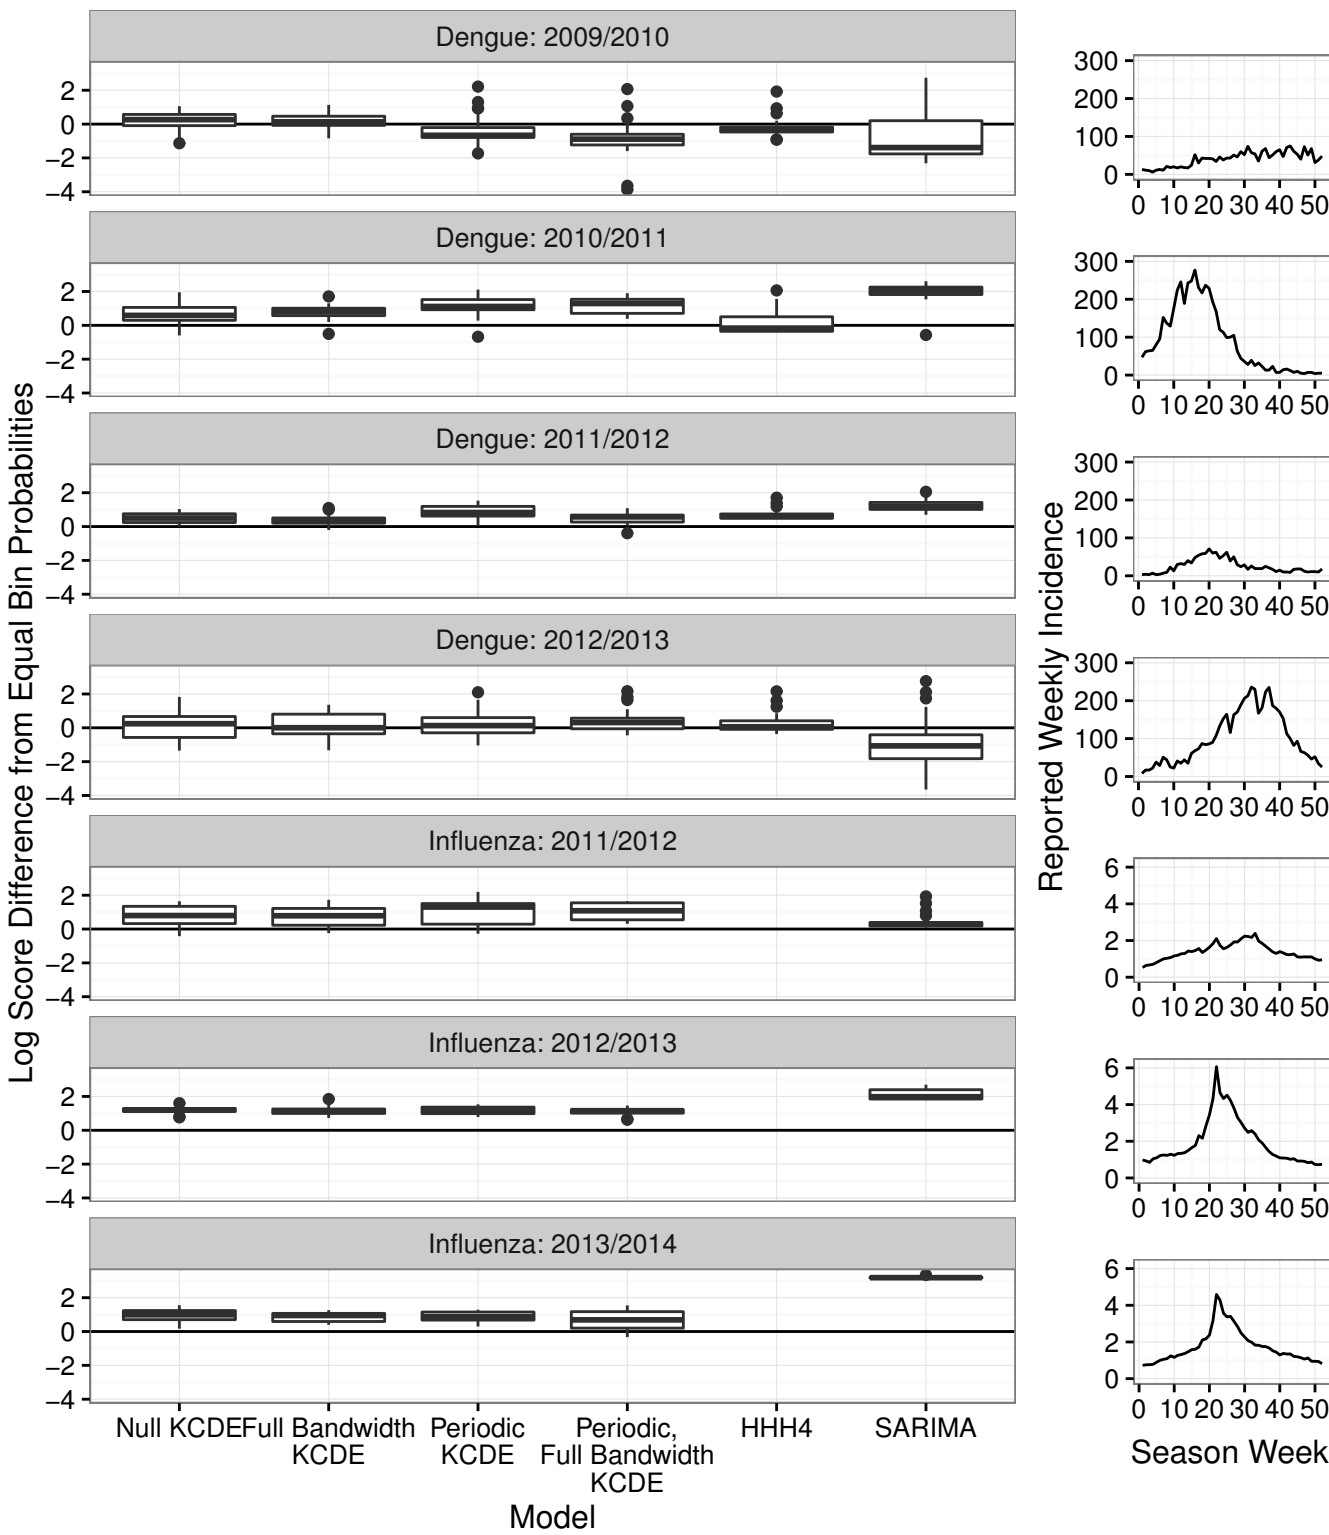 Log Score Difference from Equal Bin Probabilities
Dengue: 2009/2010
2
0
−2
−4
Dengue: 2010/2011
2
0
−2
−4
Dengue: 2011/2012
2
0
−2
−4
Dengue: 2012/2013
2
0
−2
−4
Influenza: 2011/2012
2
0
−2
−4
Influenza: 2012/2013
2
0
−2
−4
Influenza: 2013/2014
2
0
−2
−4
Null KCDE
Full Bandwidth
KCDE
Periodic
KCDE
Periodic,
Full Bandwidth
KCDE
HHH4
SARIMA
Model
Reported Weekly Incidence
300
200
100
0
0 10 20 30 40 50
300
200
100
0
0 10 20 30 40 50
300
200
100
0
0 10 20 30 40 50
300
200
100
0
0 10 20 30 40 50
6
4
2
0
0 10 20 30 40 50
6
4
2
0
0 10 20 30 40 50
6
4
2
0
0 10 20 30 40 50
Season Week